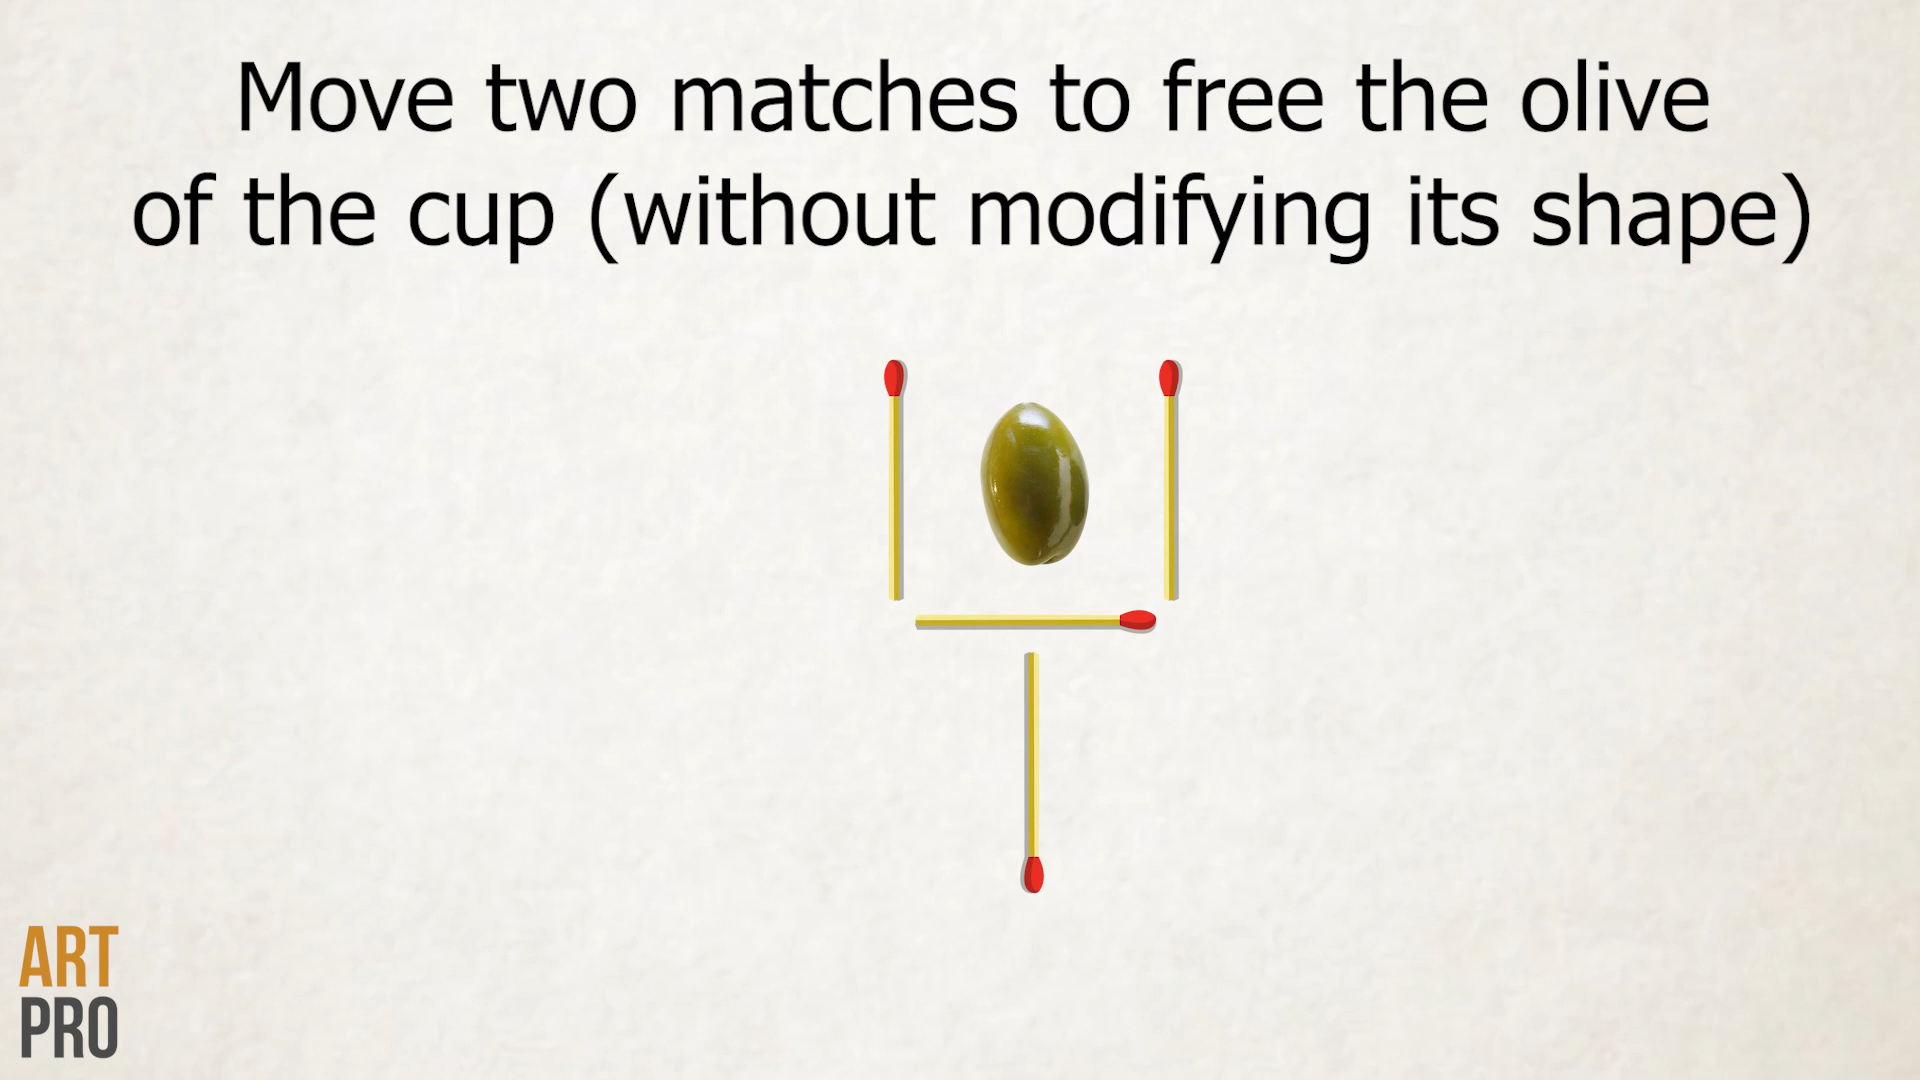 Move two matches to free the olive
of the cup (without modifying its shape)
ART
PRO